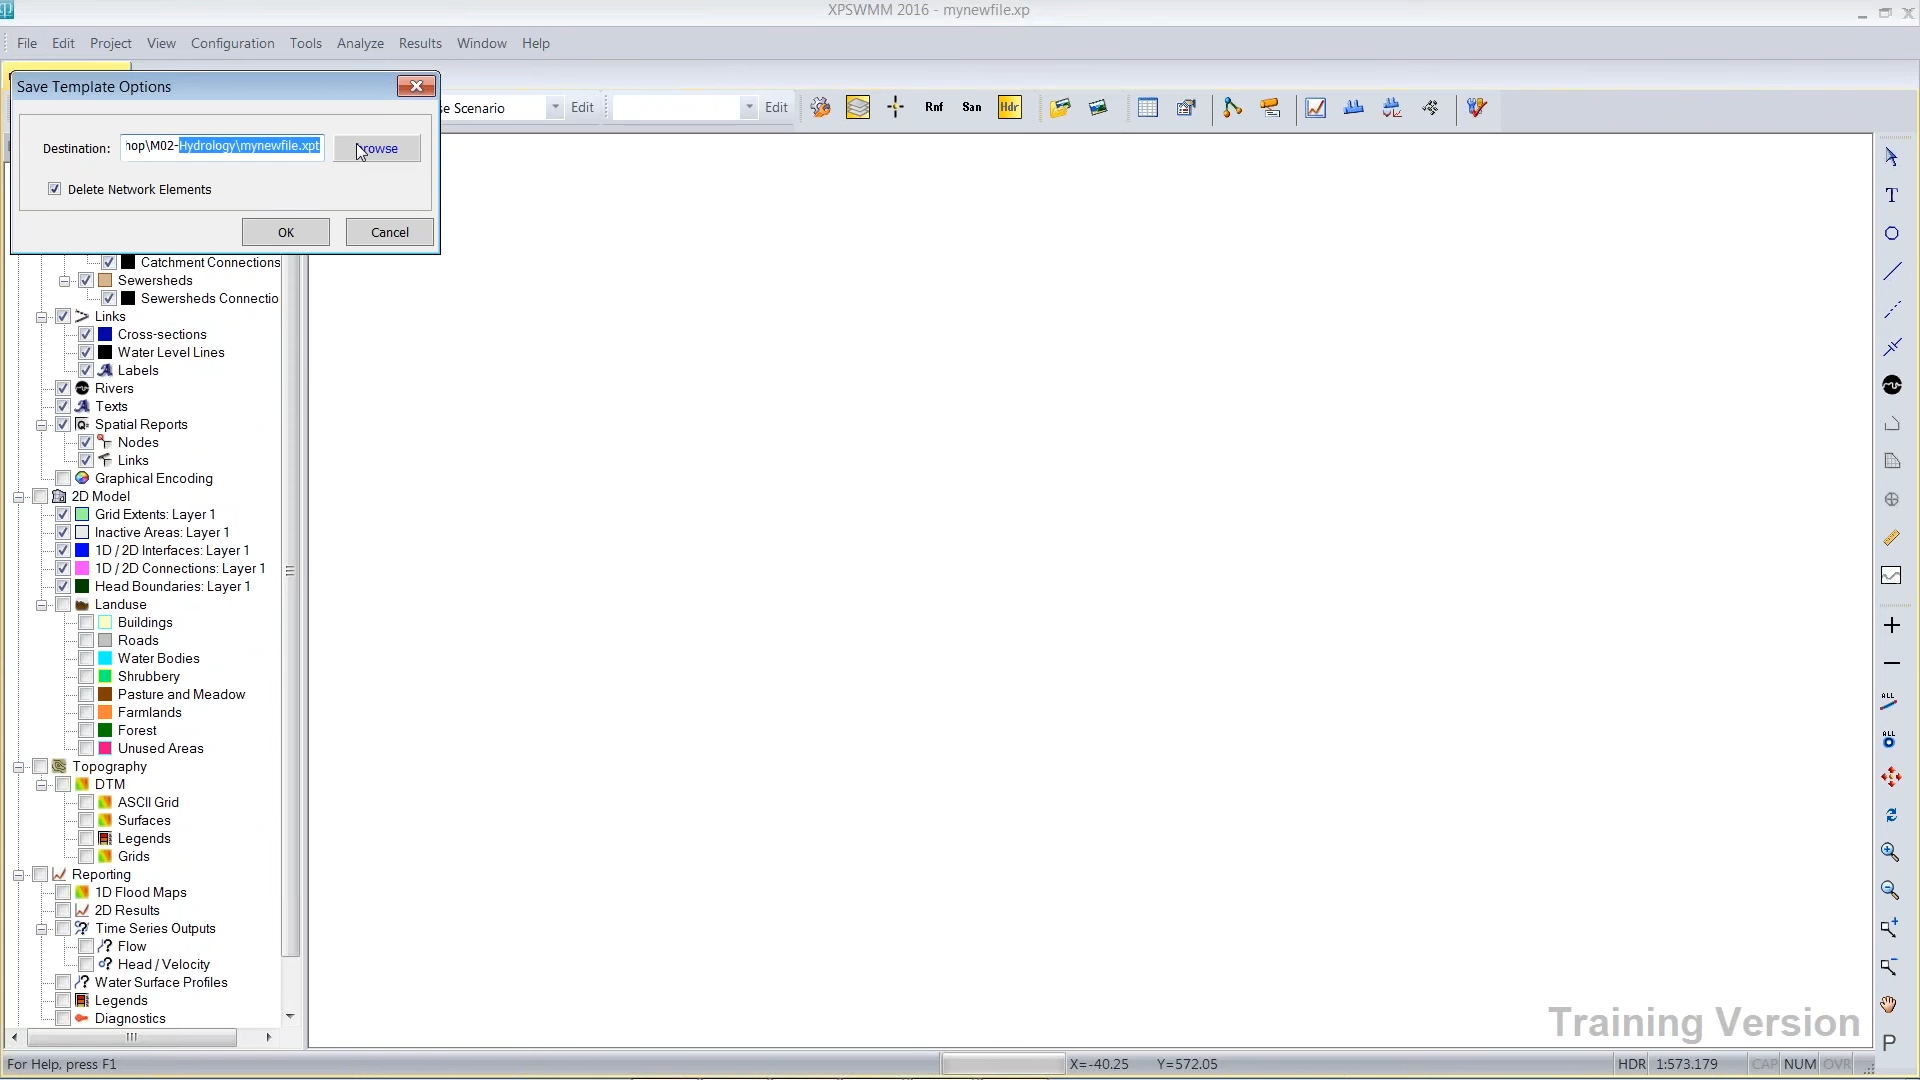 XPSWMM 2016 - mynewfile.xp
File Edit Project View Configuration Tools Analyze Results Window Help
Save Template Options
Scenario Edit Edit Rnf San Hdr
Destination: hop\M02-Hydrology\mynewfile.xpt
Delete Network Elements
OK Cancel
Catchment Connections
Sewersheds
Sewersheds Connectio
Links
Cross-sections
Water Level Lines
Labels
Rivers
Texts
Spatial Reports
Nodes
Links
Graphical Encoding
2D Model
Grid Extents: Layer 1
Inactive Areas: Layer 1
1D / 2D Interfaces: Layer 1
1D / 2D Connections: Layer 1
Head Boundaries: Layer 1
Landuse
Buildings
Roads
Water Bodies
Shrubbery
Pasture and Meadow
Farmlands
Forest
Unused Areas
Topography
DTM
ASCII Grid
Surfaces
Legends
Grids
Reporting
1D Flood Maps
2D Results
Time Series Outputs
Flow
Head / Velocity
Water Surface Profiles
Legends
Diagnostics
T
ALL
ALL
P
Training Version
For Help, press F1 X=-40.25 Y=572.05 HDR 1:573.179 CAP NUM OVR